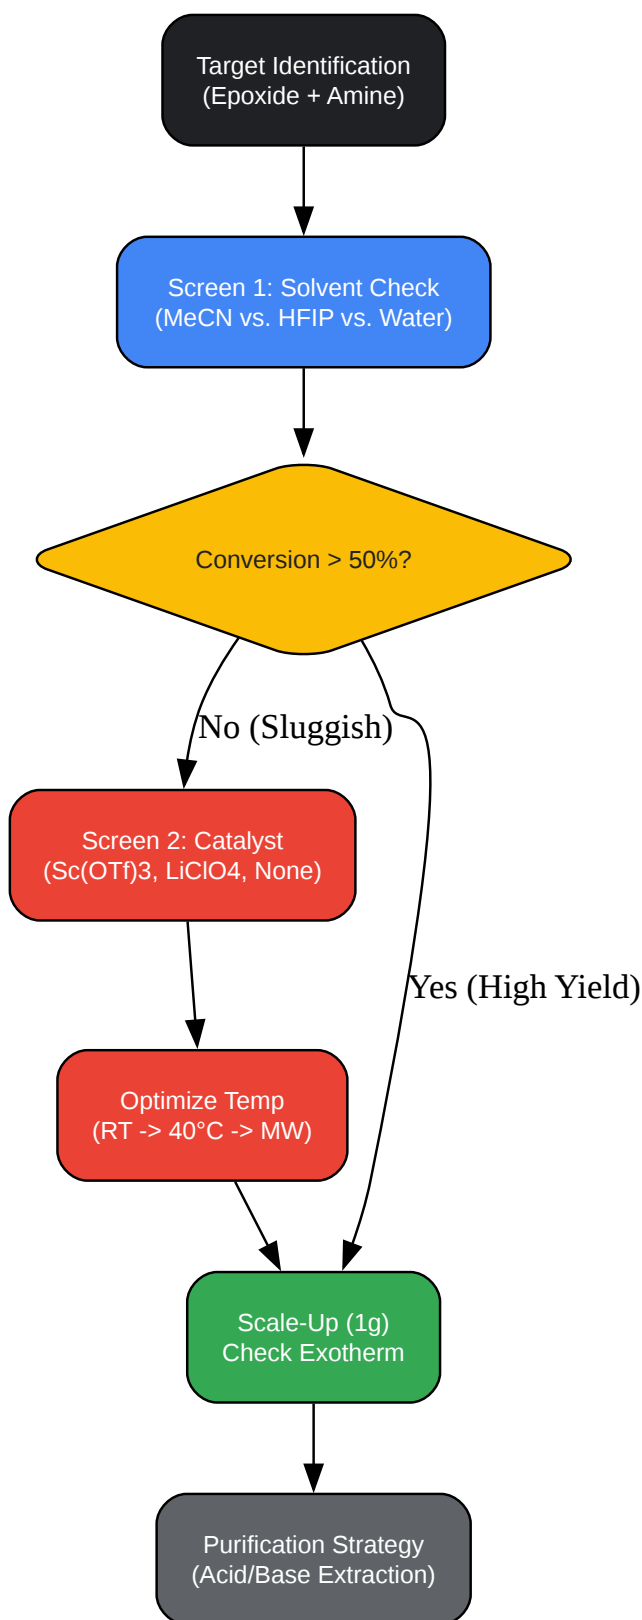 Target Identification
(Epoxide + Amine)
Screen 1: Solvent Check
(MeCN vs. HFIP vs. Water)
Conversion > 50%?
No (Sluggish)
Screen 2: Catalyst
(Sc(OTf)3, LiClO4, None)
Yes (High Yield)
Optimize Temp
(RT -> 40°C -> MW)
Scale-Up (1g)
Check Exotherm
Purification Strategy
(Acid/Base Extraction)